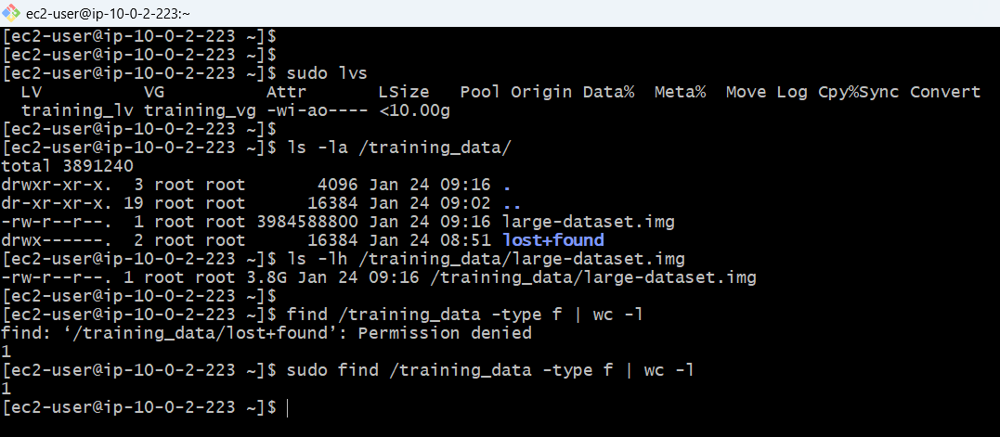 ec2-user@ip-10-0-2-223:~
[ec2-user@ip-10-0-2-223 ~]$
[ec2-user@ip-10-0-2-223 ~]$
[ec2-user@ip-10-0-2-223 ~]$ sudo lvs
  LV          VG          Attr       LSize   Pool Origin Data%  Meta%  Move Log Cpy%Sync Convert
  training_lv training_vg -wi-ao---- <10.00g
[ec2-user@ip-10-0-2-223 ~]$
[ec2-user@ip-10-0-2-223 ~]$ ls -la /training_data/
total 3891240
drwxr-xr-x.  3 root root       4096 Jan 24 09:16 .
dr-xr-xr-x. 19 root root      16384 Jan 24 09:02 ..
-rw-r--r--.  1 root root 3984588800 Jan 24 09:16 large-dataset.img
drwx------.  2 root root      16384 Jan 24 08:51 lost+found
[ec2-user@ip-10-0-2-223 ~]$ ls -lh /training_data/large-dataset.img
-rw-r--r--. 1 root root 3.8G Jan 24 09:16 /training_data/large-dataset.img
[ec2-user@ip-10-0-2-223 ~]$
[ec2-user@ip-10-0-2-223 ~]$ find /training_data -type f | wc -l
find: ‘/training_data/lost+found’: Permission denied
1
[ec2-user@ip-10-0-2-223 ~]$ sudo find /training_data -type f | wc -l
1
[ec2-user@ip-10-0-2-223 ~]$